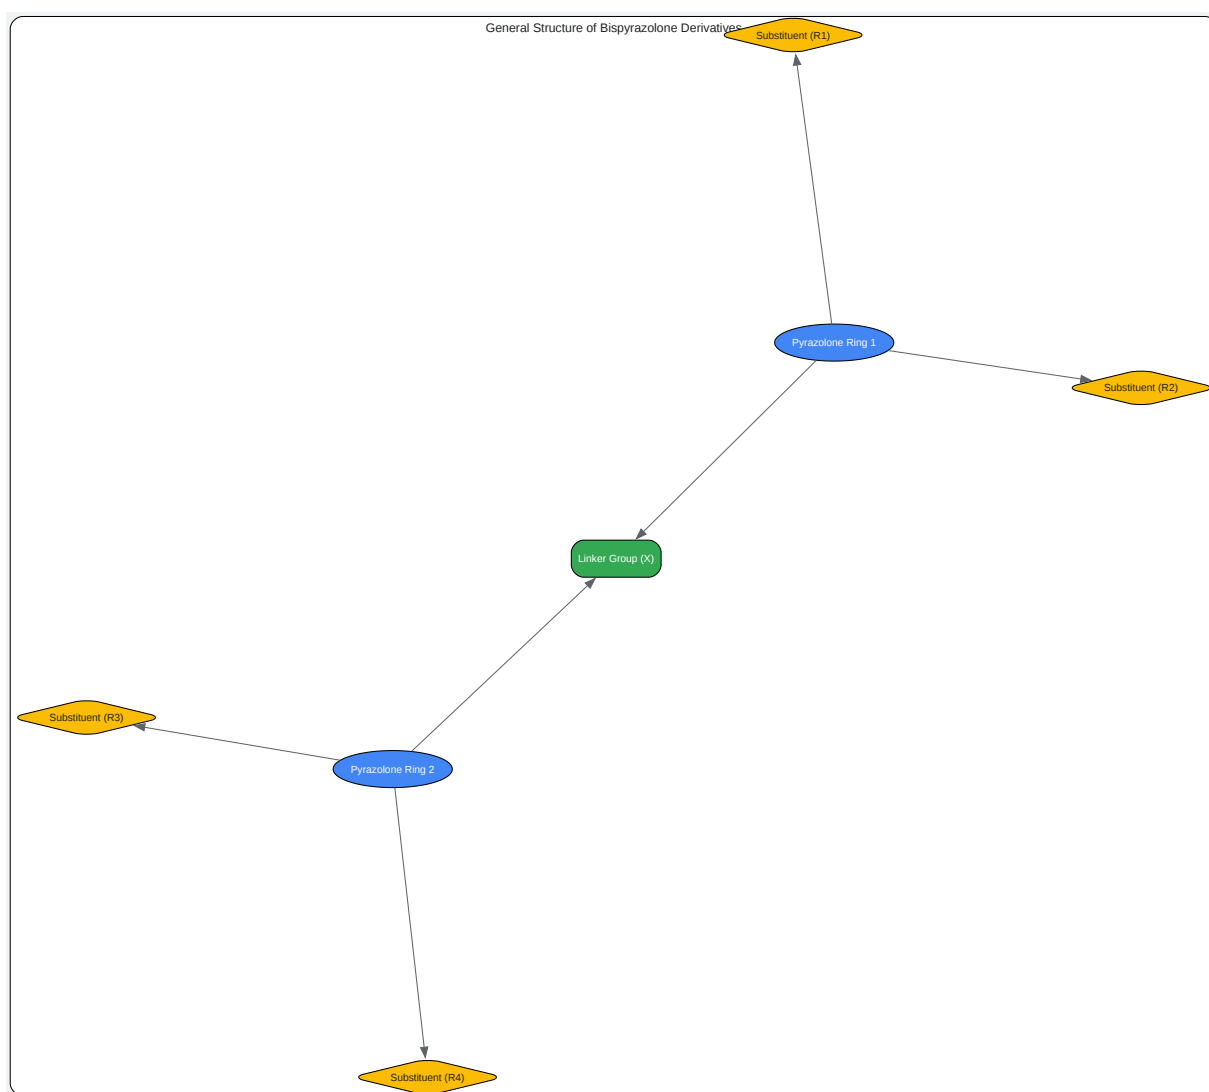 General Structure of Bispyrazolone Derivatives
Substituent (R1)
Pyrazolone Ring 1
Substituent (R2)
Linker Group (X)
Substituent (R3)
Pyrazolone Ring 2
Substituent (R4)